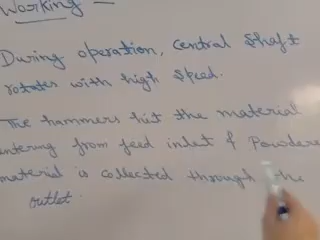 Working -
During operation, central shaft
rotates with high speed.
The hammers hit the material
entering from feed inlet & Powdere
material is collected through the
outlet.